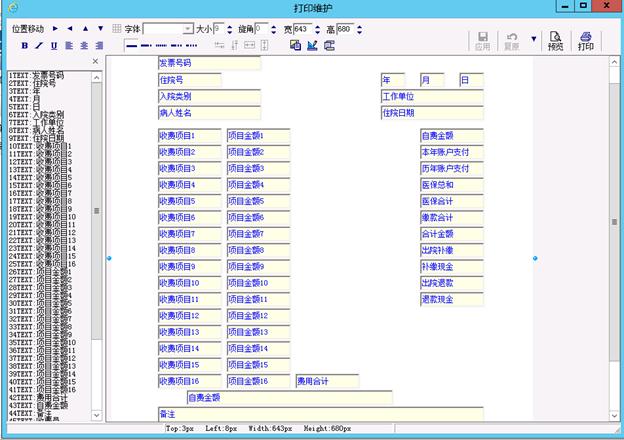 打印维护
位置移动 字体 大小 9 旋角 0 宽 643 高 680
B I U 应用 复原 预览 打印
1TEXT:发票号码
2TEXT:住院号
3TEXT:年
4TEXT:月
5TEXT:日
6TEXT:入院类别
7TEXT:工作单位
8TEXT:病人姓名
9TEXT:住院日期
10TEXT:收费项目1
11TEXT:收费项目2
12TEXT:收费项目3
13TEXT:收费项目4
14TEXT:收费项目5
15TEXT:收费项目6
16TEXT:收费项目7
17TEXT:收费项目8
18TEXT:收费项目9
19TEXT:收费项目10
20TEXT:收费项目11
21TEXT:收费项目12
22TEXT:收费项目13
23TEXT:收费项目14
24TEXT:收费项目15
25TEXT:收费项目16
26TEXT:项目金额1
27TEXT:项目金额2
28TEXT:项目金额3
29TEXT:项目金额4
30TEXT:项目金额5
31TEXT:项目金额6
32TEXT:项目金额7
33TEXT:项目金额8
34TEXT:项目金额9
35TEXT:项目金额10
36TEXT:项目金额11
37TEXT:项目金额12
38TEXT:项目金额13
39TEXT:项目金额14
40TEXT:项目金额15
41TEXT:项目金额16
42TEXT:费用合计
43TEXT:自费金额
44TEXT:备注
发票号码
住院号 年 月 日
入院类别 工作单位
病人姓名 住院日期
收费项目1 项目金额1 自费金额
收费项目2 项目金额2 本年账户支付
收费项目3 项目金额3 历年账户支付
收费项目4 项目金额4 医保总和
收费项目5 项目金额5 医保合计
收费项目6 项目金额6 缴款合计
收费项目7 项目金额7 合计金额
收费项目8 项目金额8 出院补缴
收费项目9 项目金额9 补缴现金
收费项目10 项目金额10 出院退款
收费项目11 项目金额11 退款现金
收费项目12 项目金额12
收费项目13 项目金额13
收费项目14 项目金额14
收费项目15 项目金额15
收费项目16 项目金额16 费用合计
自费金额
备注
Top:3px Left:8px Width:643px Height:680px